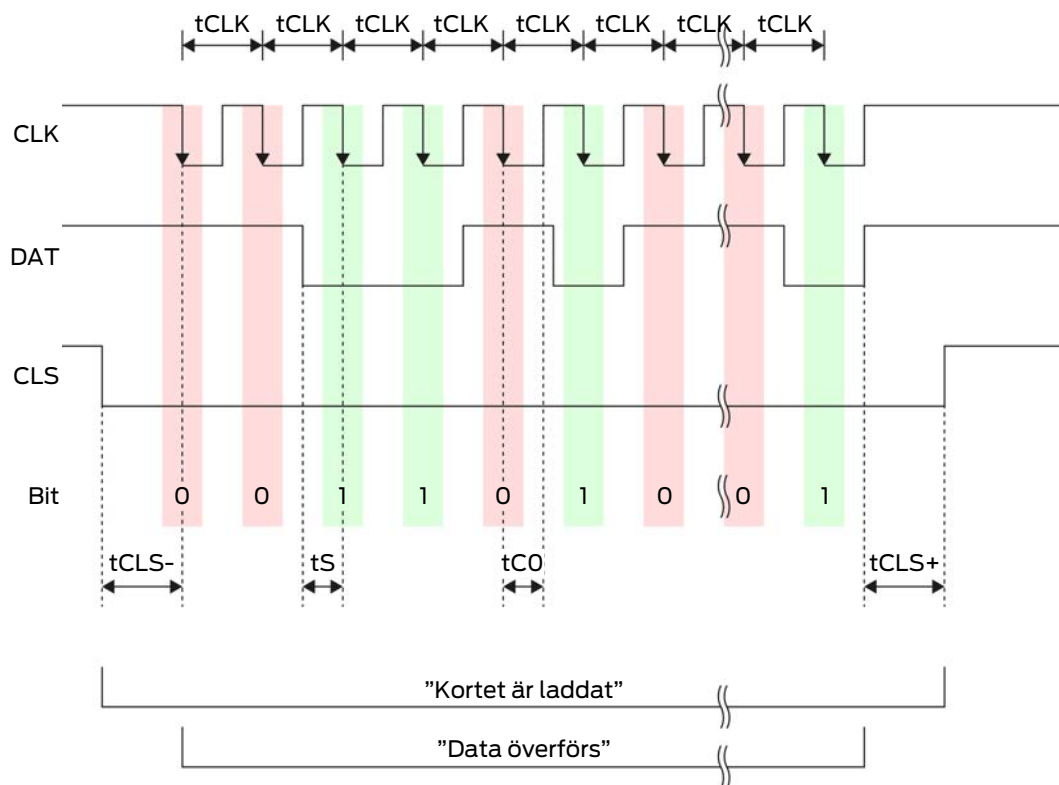 tCLK tCLK tCLK tCLK tCLK tCLK tCLK tCLK
CLK
DAT
CLS
Bit 0 0 1 1 0 1 0 0 1
tCLS- tS tC0 tCLS+
”Kortet är laddat”
”Data överförs”